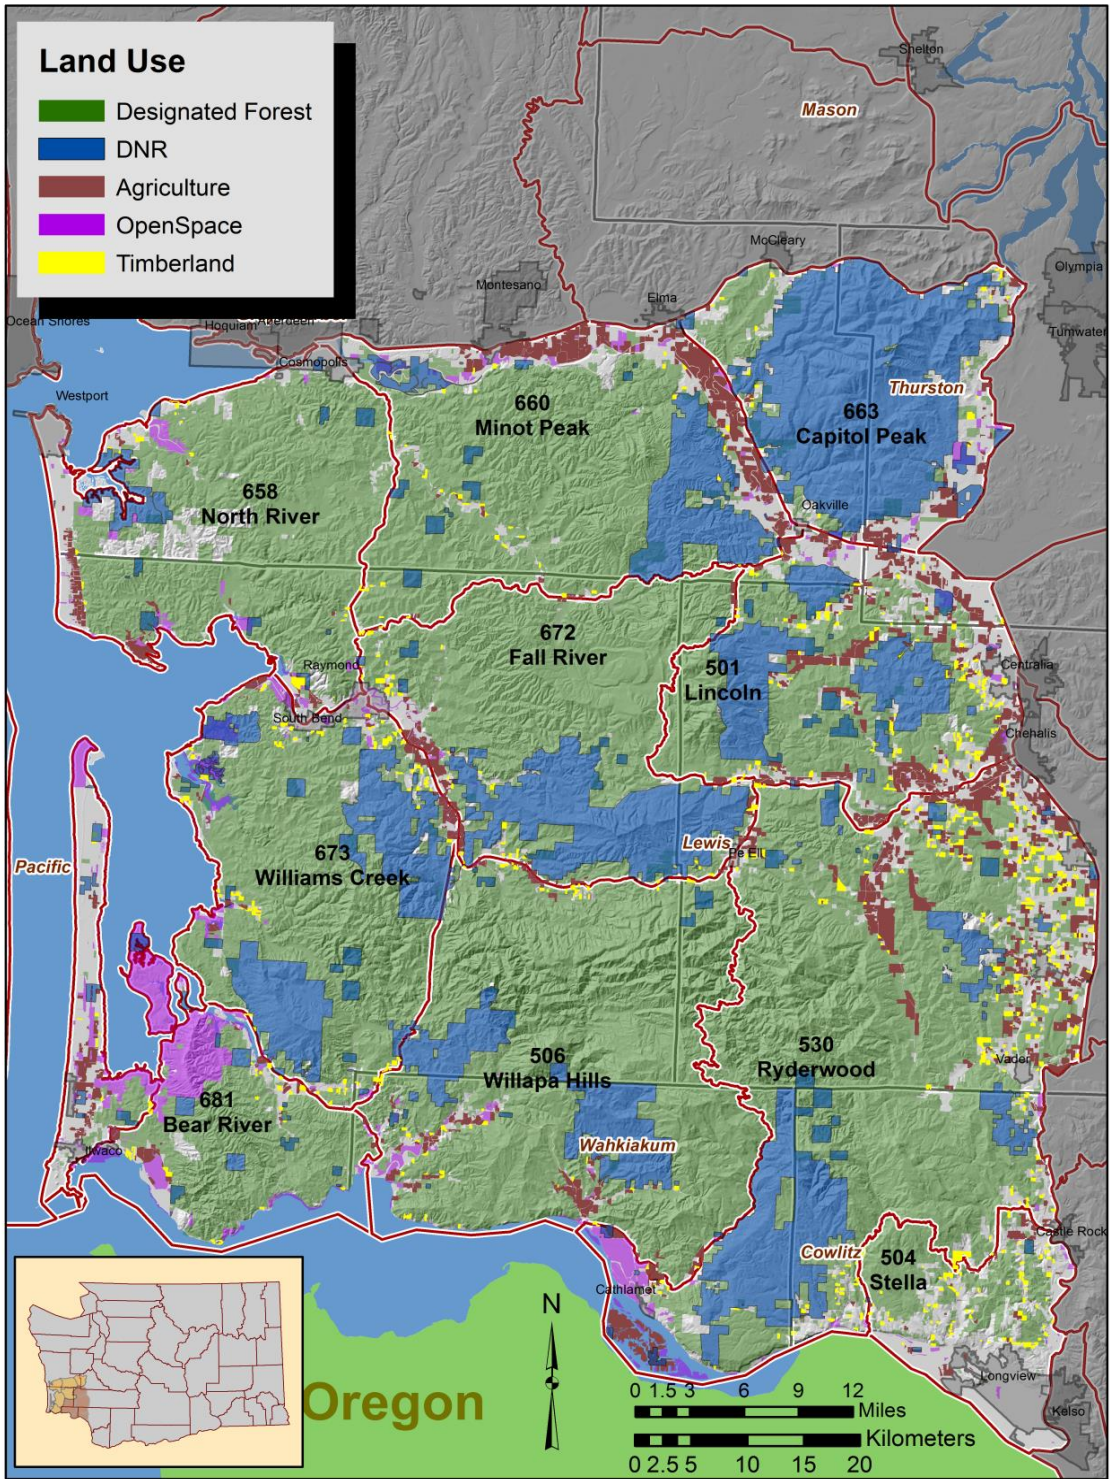 Land Use
Designated Forest
DNR
Agriculture
OpenSpace
Timberland
Shelton
Mason
McCleary
Olympia
Montesano
Elma
Ocean Shores
Hoquiam
Aberdeen
Tumwater
Cosmopolis
Westport
Thurston
660
Minot Peak
663
Capitol Peak
658
North River
Oakville
672
Fall River
501
Lincoln
Raymond
Centralia
South Bend
Chehalis
Lewis
Pe Ell
673
Williams Creek
Pacific
530
Ryderwood
506
Willapa Hills
Vader
681
Bear River
Wahkiakum
Ilwaco
Castle Rock
Cowlitz
504
Stella
Cathlamet
N
Longview
Kelso
Oregon
0 1.5 3 6 9 12
Miles
Kilometers
0 2.5 5 10 15 20